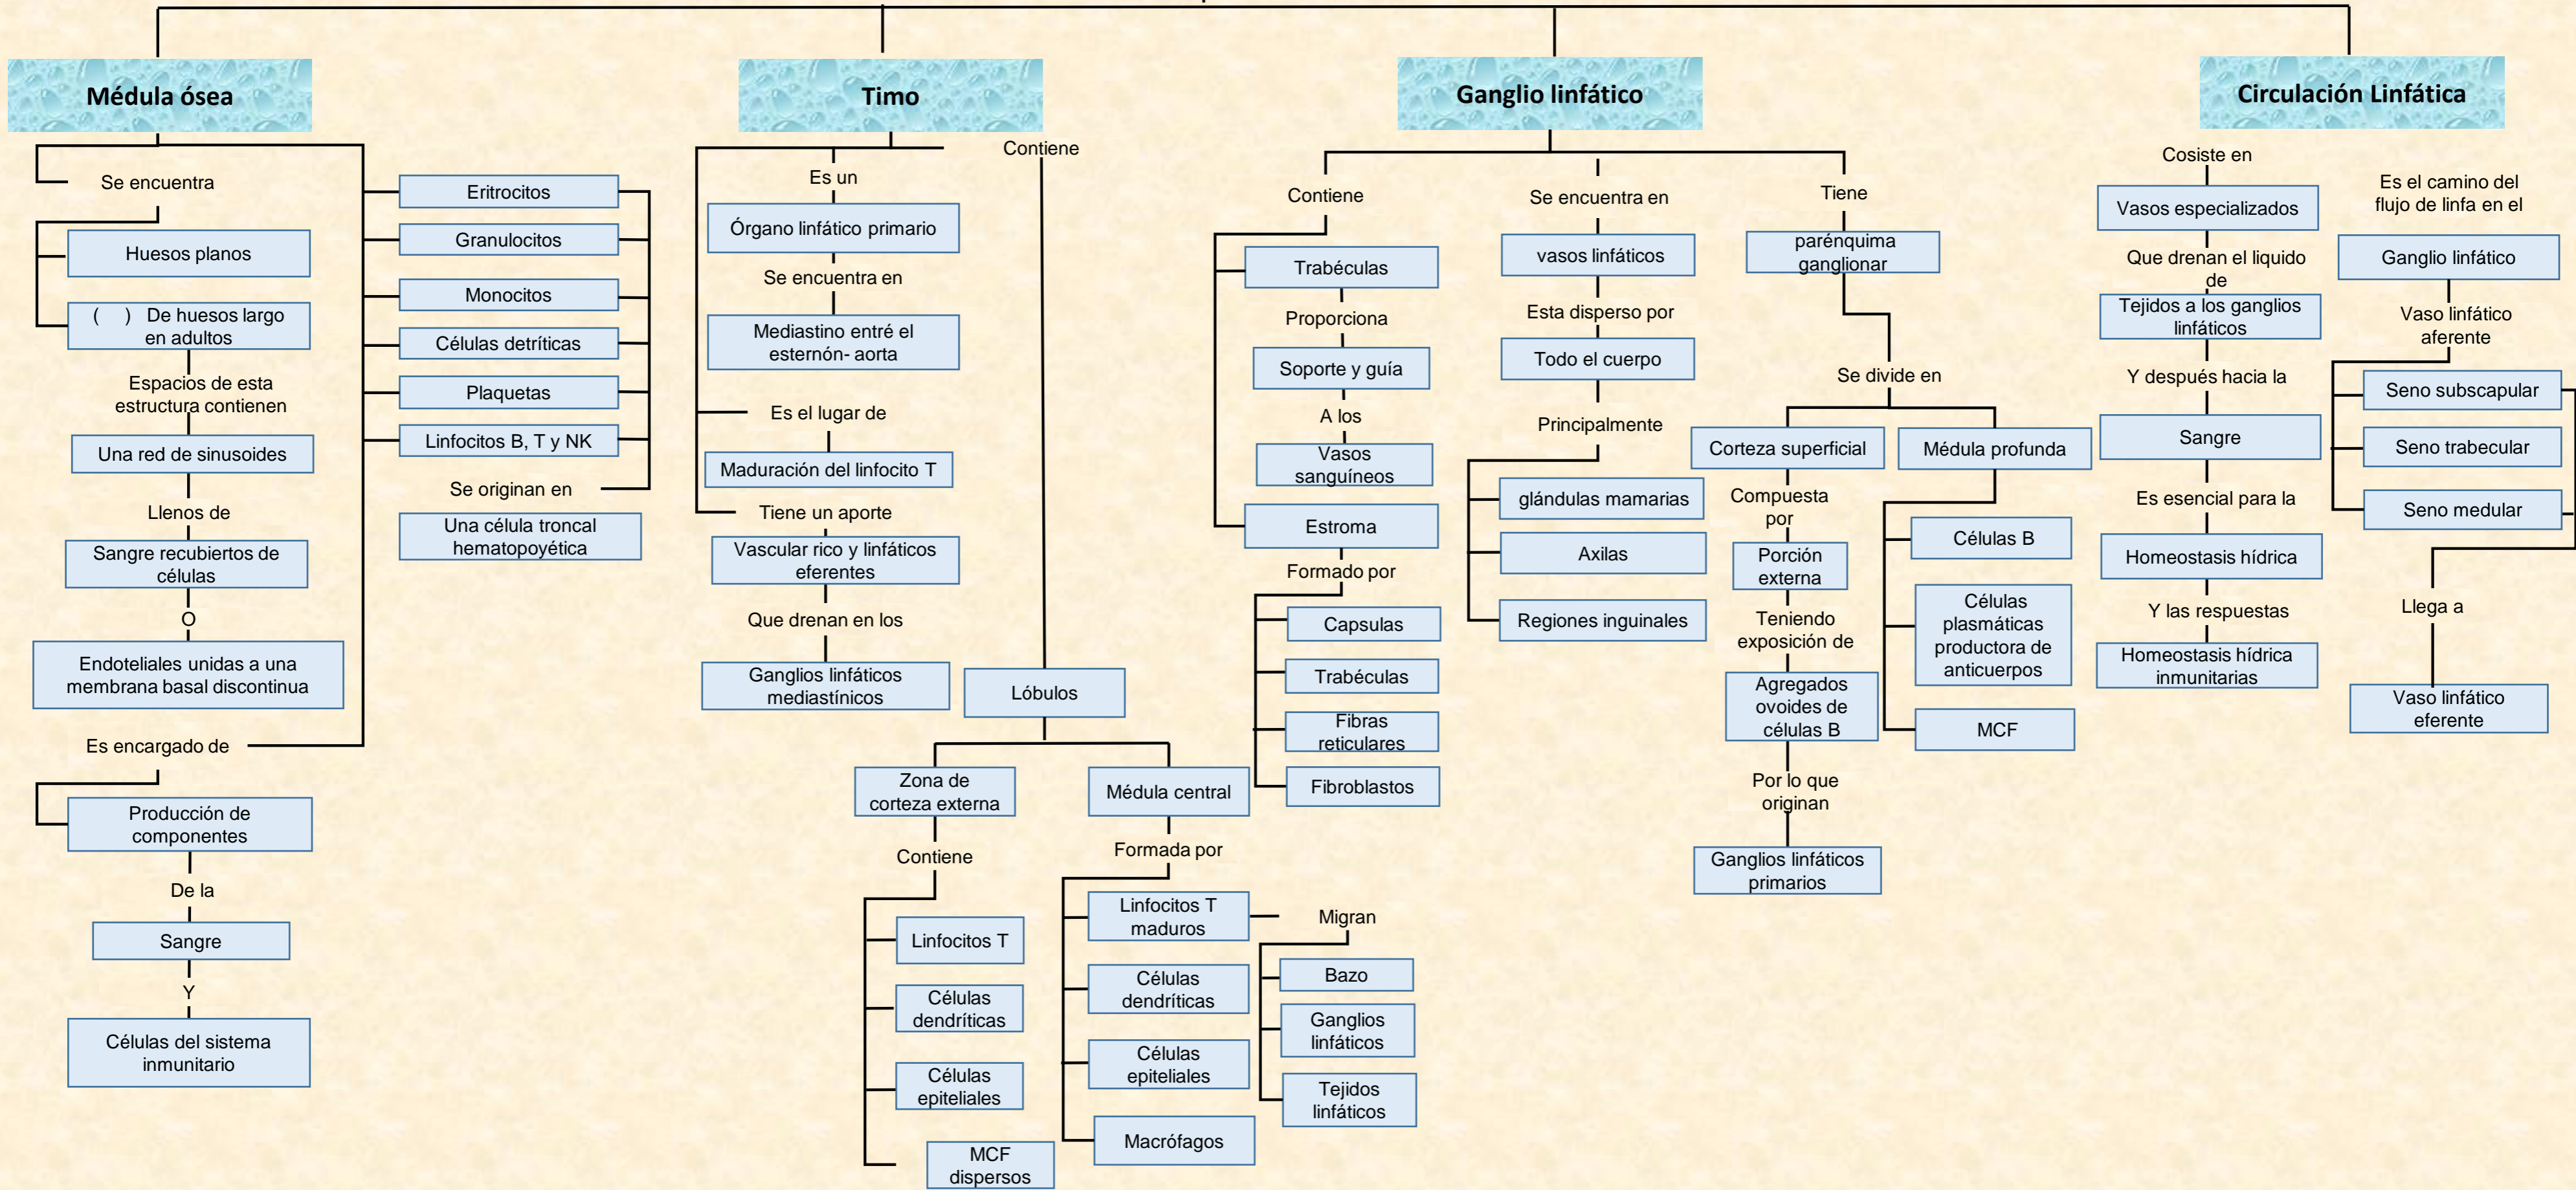 Médula ósea
Se encuentra
Huesos planos
(    )  De huesos largo
en adultos
Espacios de esta
estructura contienen
Una red de sinusoides
Llenos de
Sangre recubiertos de
células
O
Endoteliales unidas a una
membrana basal discontinua
Es encargado de
Producción de
componentes
De la
Sangre
Y
Células del sistema
inmunitario
Eritrocitos
Granulocitos
Monocitos
Células detríticas
Plaquetas
Linfocitos B, T y NK
Se originan en
Una célula troncal
hematopoyética
Timo
Es un
Órgano linfático primario
Se encuentra en
Mediastino entré el
esternón- aorta
Es el lugar de
Maduración del linfocito T
Tiene un aporte
Vascular rico y linfáticos
eferentes
Que drenan en los
Ganglios linfáticos
mediastínicos
Contiene
Lóbulos
Zona de
corteza externa
Contiene
Linfocitos T
Células
dendríticas
Células
epiteliales
MCF
dispersos
Médula central
Formada por
Linfocitos T
maduros
Células
dendríticas
Células
epiteliales
Macrófagos
Migran
Bazo
Ganglios
linfáticos
Tejidos
linfáticos
Ganglio linfático
Contiene
Trabéculas
Proporciona
Soporte y guía
A los
Vasos
sanguíneos
Estroma
Formado por
Capsulas
Trabéculas
Fibras
reticulares
Fibroblastos
Se encuentra en
vasos linfáticos
Esta disperso por
Todo el cuerpo
Principalmente
glándulas mamarias
Axilas
Regiones inguinales
Tiene
parénquima
ganglionar
Se divide en
Corteza superficial
Compuesta
por
Porción
externa
Teniendo
exposición de
Agregados
ovoides de
células B
Por lo que
originan
Ganglios linfáticos
primarios
Médula profunda
Células B
Células
plasmáticas
productora de
anticuerpos
MCF
Circulación Linfática
Cosiste en
Vasos especializados
Que drenan el liquido
de
Tejidos a los ganglios
linfáticos
Y después hacia la
Sangre
Es esencial para la
Homeostasis hídrica
Y las respuestas
Homeostasis hídrica
inmunitarias
Es el camino del
flujo de linfa en el
Ganglio linfático
Vaso linfático
aferente
Seno subscapular
Seno trabecular
Seno medular
Llega a
Vaso linfático
eferente